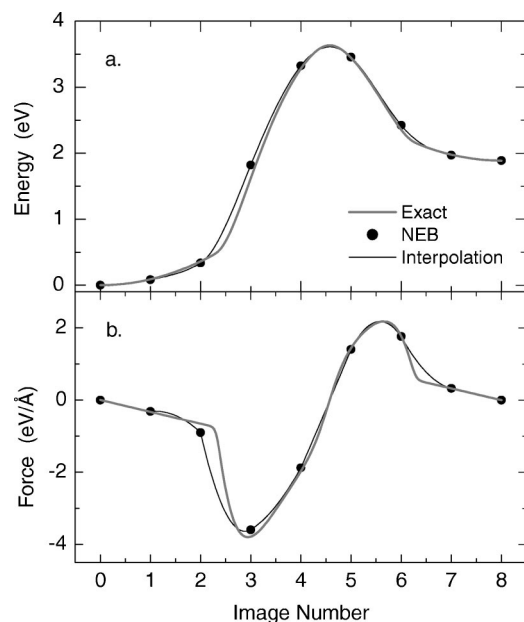 a.
4
3
2
1
0
Energy (eV)
Exact
NEB
Interpolation
b.
2
0
-2
-4
Force (eV/Å)
0 1 2 3 4 5 6 7 8
Image Number